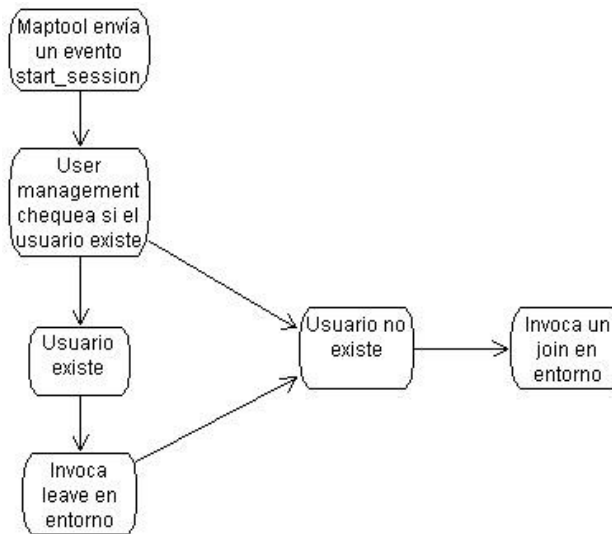 Maptool envía
un evento
start_session
User
management
chequea si el
usuario existe
Usuario
existe
Usuario no
existe
Invoca un
join en
entorno
Invoca
leave en
entorno